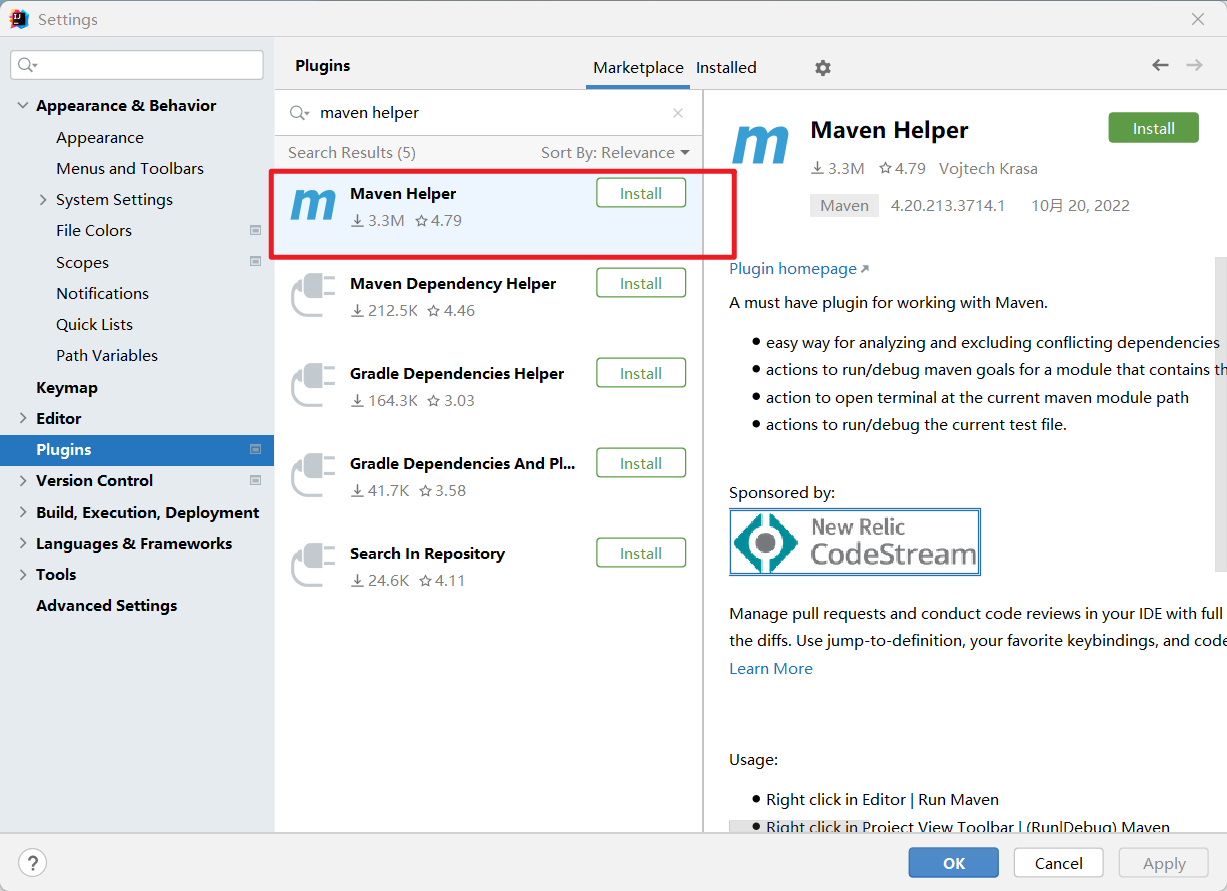 Settings
Appearance & Behavior
Appearance
Menus and Toolbars
System Settings
File Colors
Scopes
Notifications
Quick Lists
Path Variables
Keymap
Editor
Plugins
Version Control
Build, Execution, Deployment
Languages & Frameworks
Tools
Advanced Settings
Plugins
Marketplace Installed
maven helper
Search Results (5) Sort By: Relevance
m Maven Helper Install
3.3M 4.79
Maven Dependency Helper Install
212.5K 4.46
Gradle Dependencies Helper Install
164.3K 3.03
Gradle Dependencies And Pl... Install
41.7K 3.58
Search In Repository Install
24.6K 4.11
m Maven Helper Install
3.3M 4.79 Vojtech Krasa
Maven 4.20.213.3714.1 10月 20, 2022
Plugin homepage
A must have plugin for working with Maven.
easy way for analyzing and excluding conflicting dependencies
actions to run/debug maven goals for a module that contains th
action to open terminal at the current maven module path
actions to run/debug the current test file.
Sponsored by:
New Relic
CodeStream
Manage pull requests and conduct code reviews in your IDE with full
the diffs. Use jump-to-definition, your favorite keybindings, and code
Learn More
Usage:
Right click in Editor | Run Maven
Right click in Project View Toolbar | (Run|Debug) Maven
? OK Cancel Apply